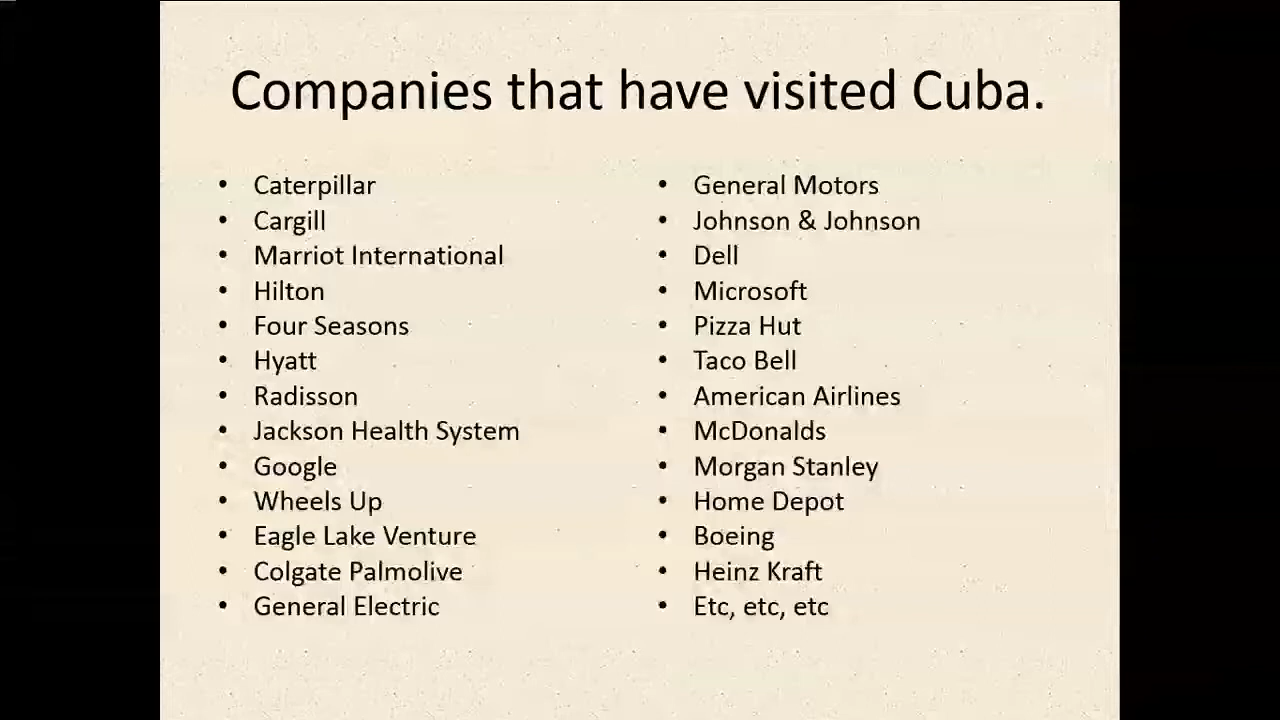 Companies that have visited Cuba.
• Caterpillar
• Cargill
• Marriot International
• Hilton
• Four Seasons
• Hyatt
• Radisson
• Jackson Health System
• Google
• Wheels Up
• Eagle Lake Venture
• Colgate Palmolive
• General Electric
• General Motors
• Johnson & Johnson
• Dell
• Microsoft
• Pizza Hut
• Taco Bell
• American Airlines
• McDonalds
• Morgan Stanley
• Home Depot
• Boeing
• Heinz Kraft
• Etc, etc, etc